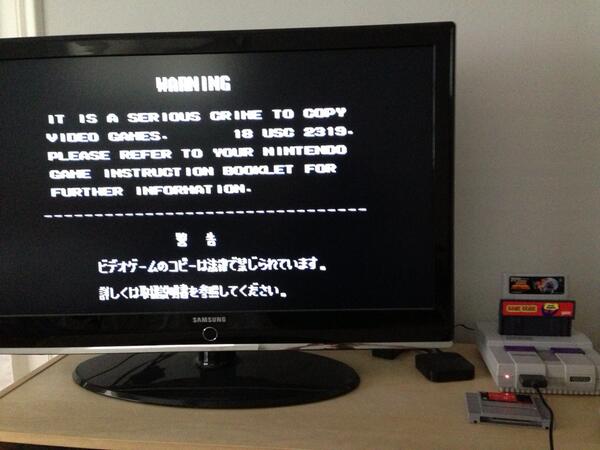 WARNING
IT IS A SERIOUS CRIME TO COPY
VIDEO GAMES. 18 USC 2319.
PLEASE REFER TO YOUR NINTENDO
GAME INSTRUCTION BOOKLET FOR
FURTHER INFORMATION.
警告
ビデオゲームのコピーは法律で禁じられています。
詳しくは取扱説明書を参照してください。
SAMSUNG
GAME GENIE